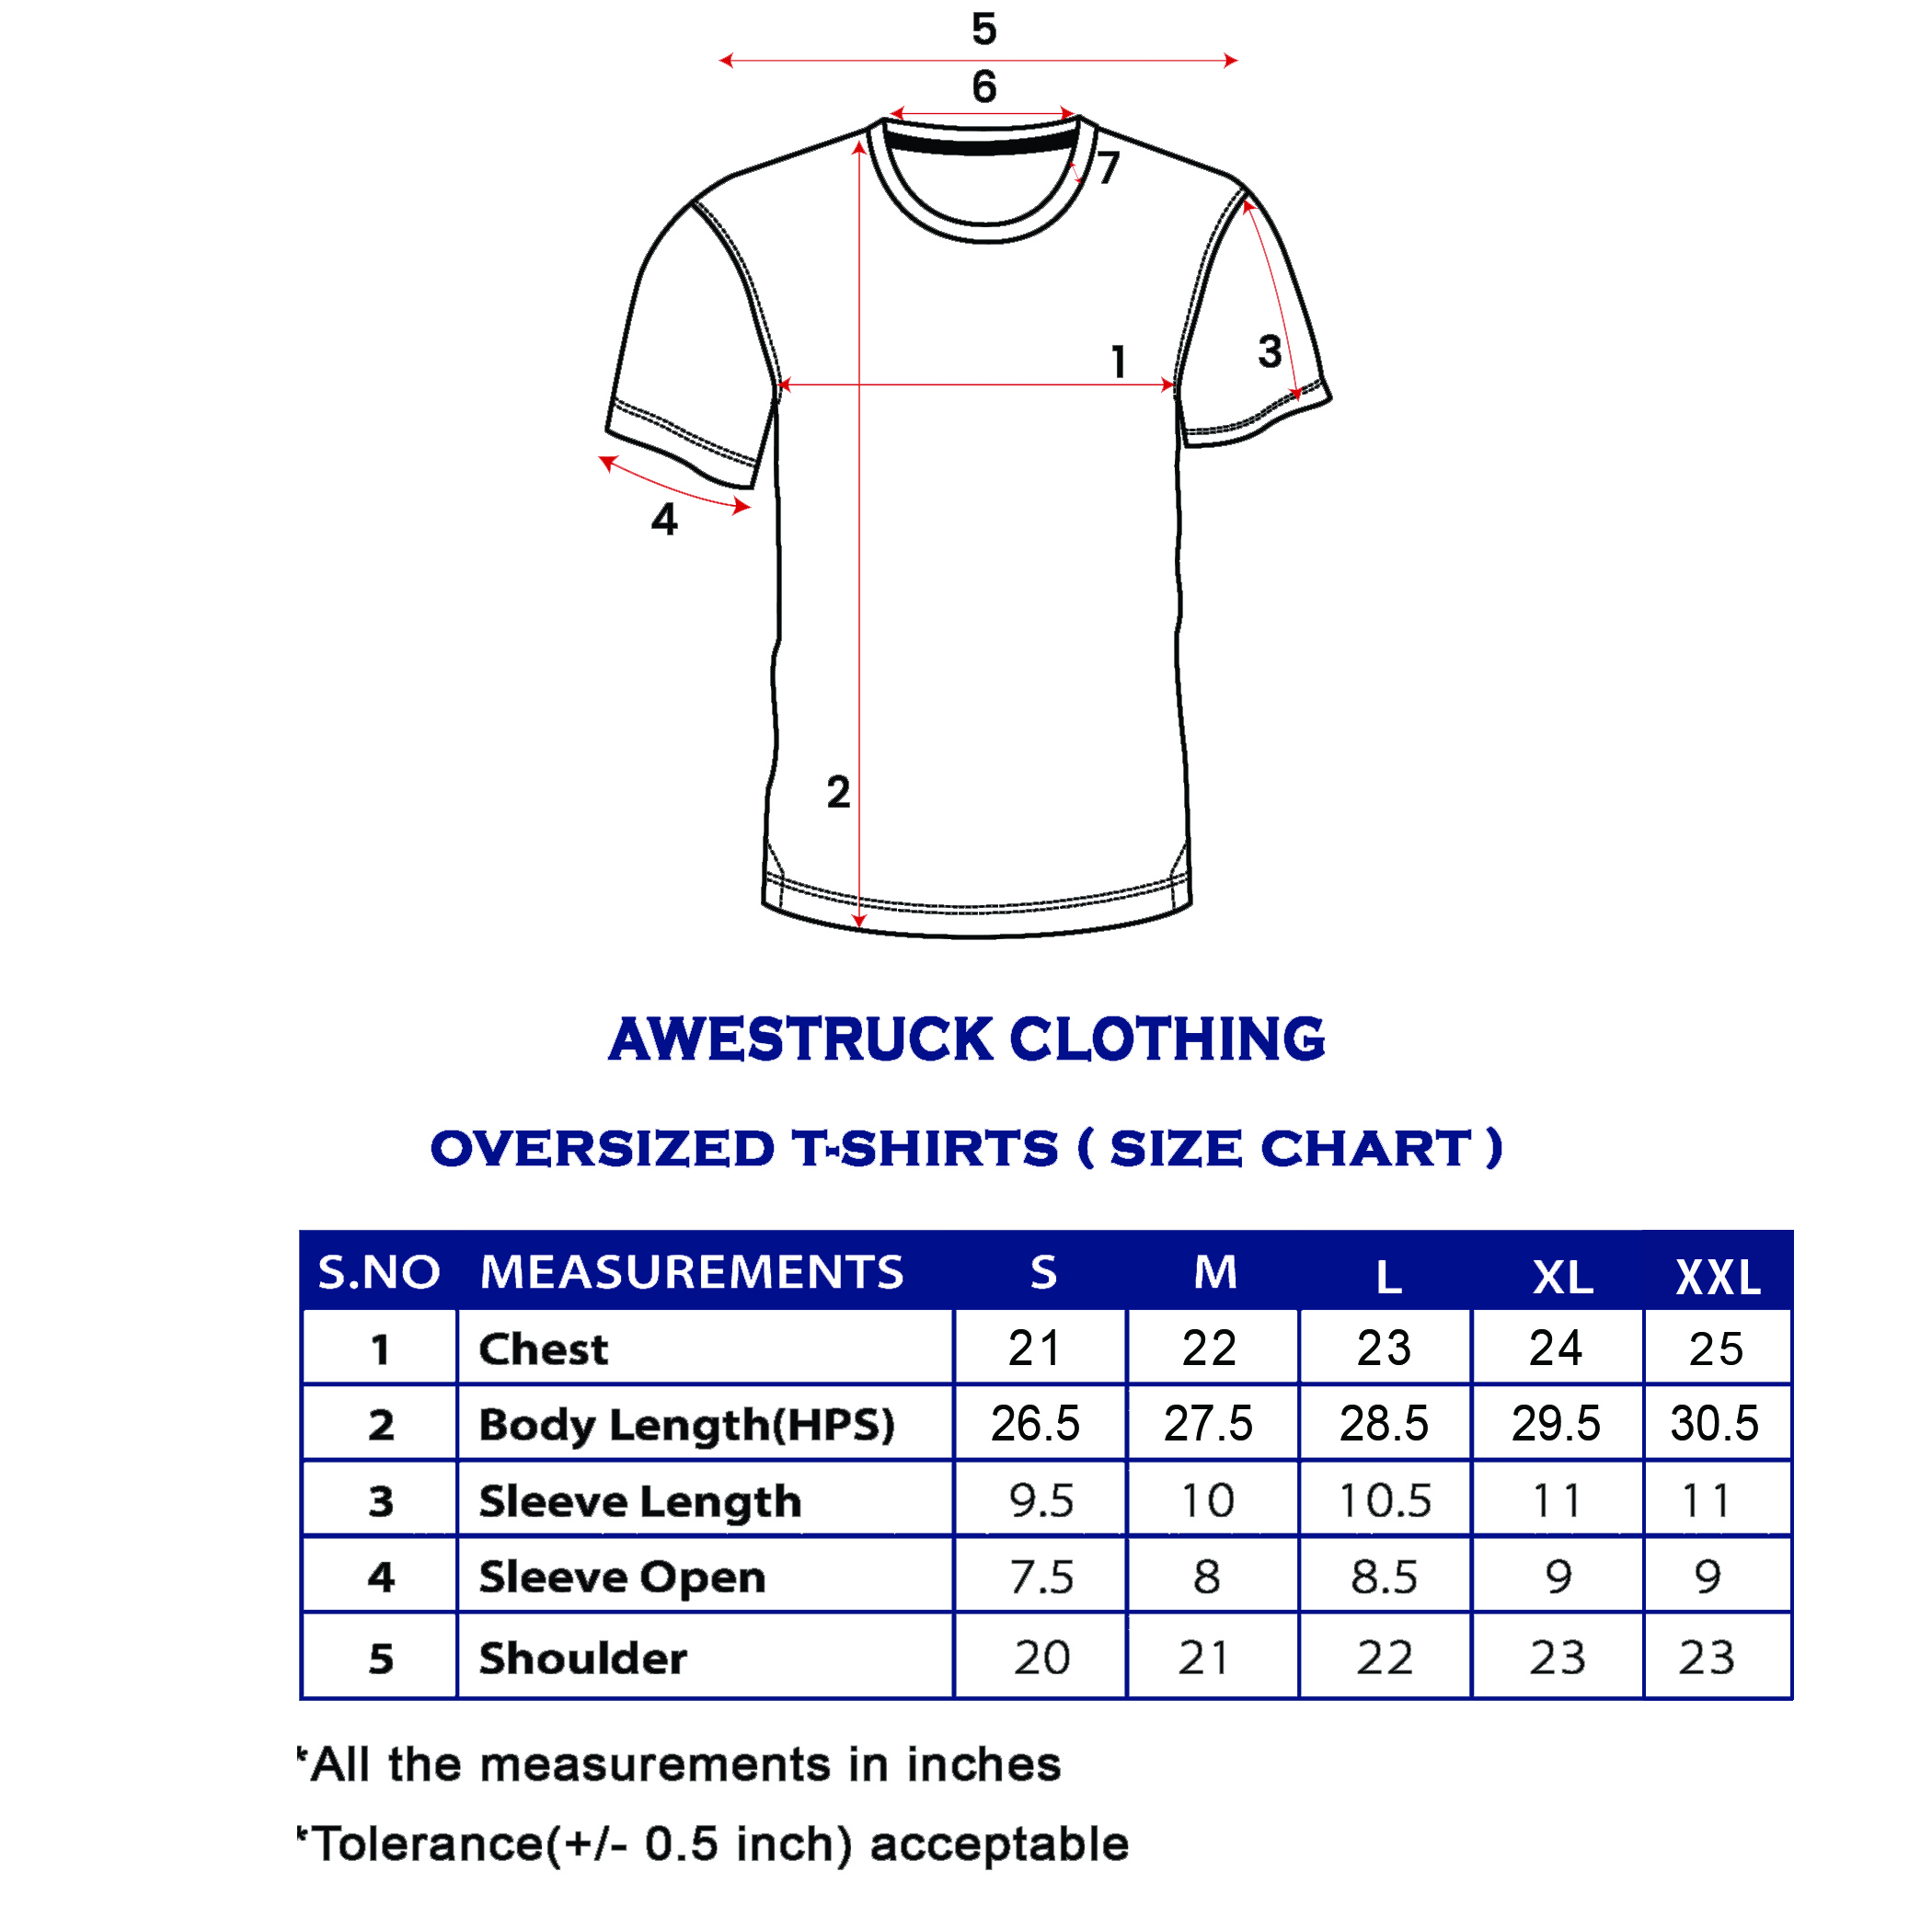 5
6
7
1
3
4
2
AWESTRUCK CLOTHING
OVERSIZED T-SHIRTS ( SIZE CHART )
S.NO MEASUREMENTS S M L XL XXL
1 Chest 21 22 23 24 25
2 Body Length(HPS) 26.5 27.5 28.5 29.5 30.5
3 Sleeve Length 9.5 10 10.5 11 11
4 Sleeve Open 7.5 8 8.5 9 9
5 Shoulder 20 21 22 23 23
*All the measurements in inches
*Tolerance(+/- 0.5 inch) acceptable